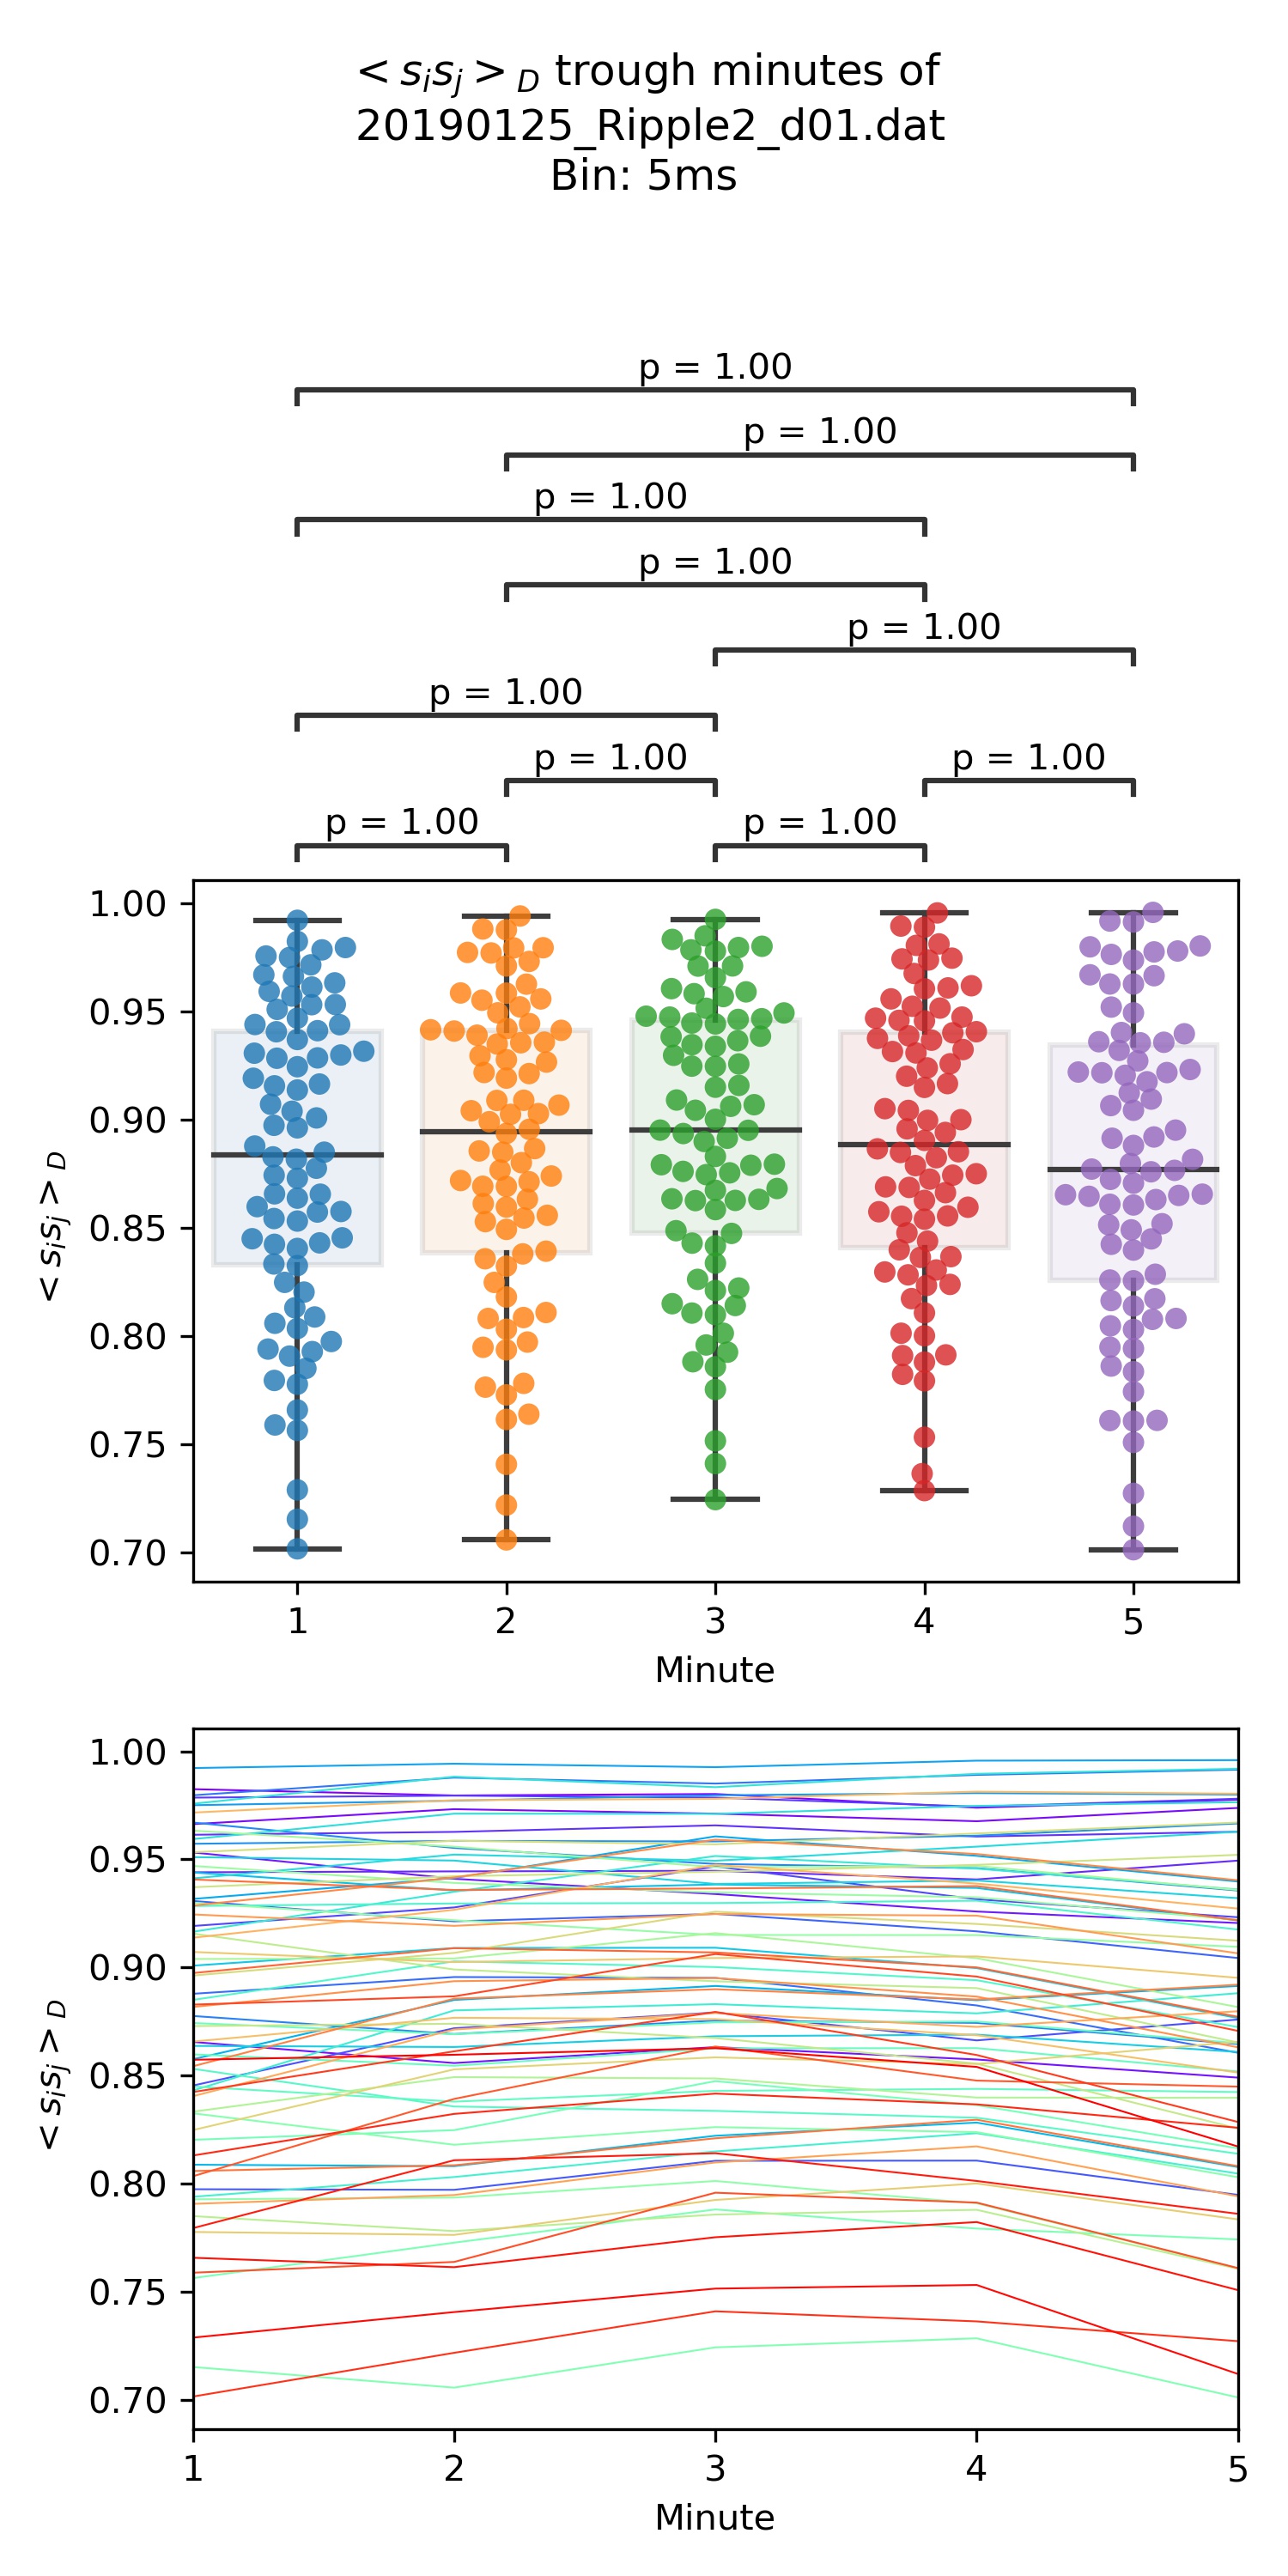 < s_i s_j >_D trough minutes of
20190125_Ripple2_d01.dat
Bin: 5ms
p = 1.00
p = 1.00
p = 1.00
p = 1.00
p = 1.00
p = 1.00
p = 1.00 p = 1.00
p = 1.00 p = 1.00
1.00
0.95
0.90
0.85
0.80
0.75
0.70
< s_i s_j >_D
1 2 3 4 5
Minute
1.00
0.95
0.90
0.85
0.80
0.75
0.70
< s_i s_j >_D
1 2 3 4 5
Minute